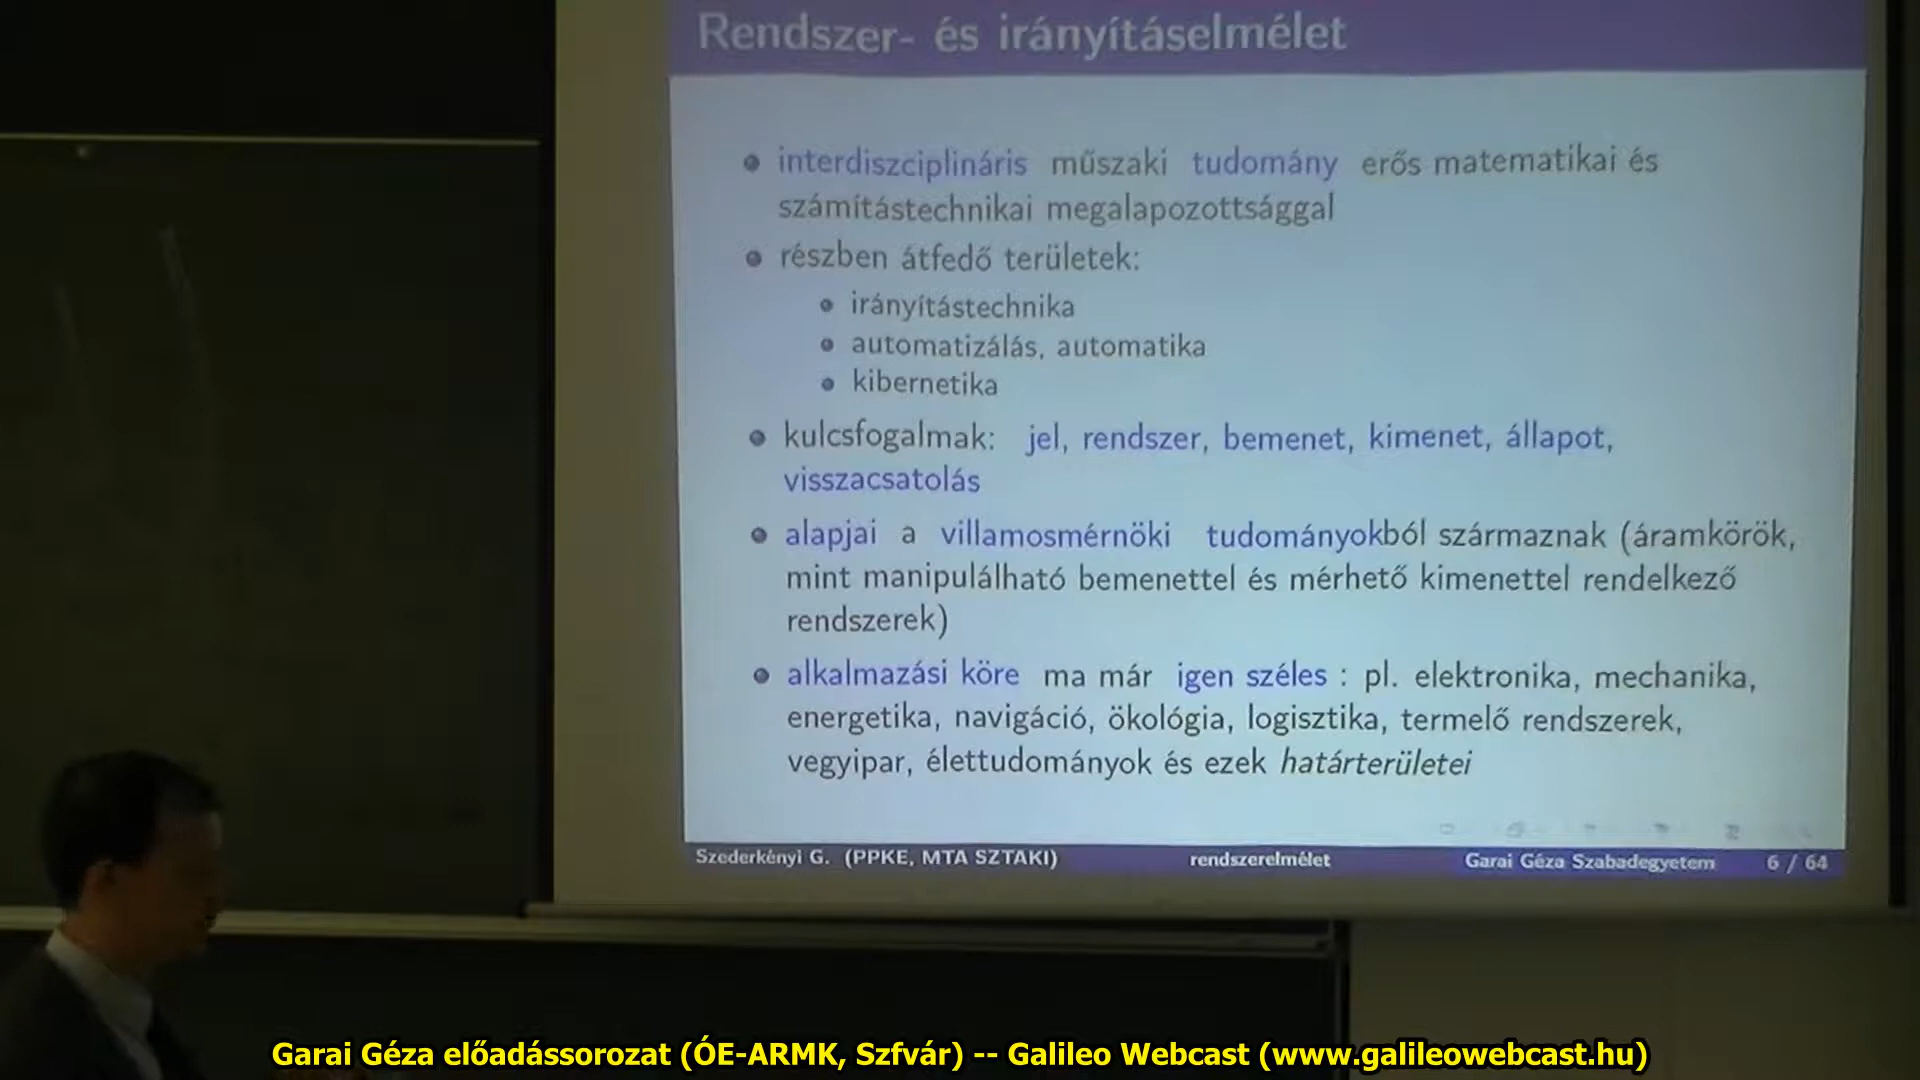 Rendszer- és irányításelmélet
interdiszciplináris műszaki tudomány erős matematikai és
számítástechnikai megalapozottsággal
részben átfedő területek:
irányítástechnika
automatizálás, automatika
kibernetika
kulcsfogalmak: jel, rendszer, bemenet, kimenet, állapot,
visszacsatolás
alapjai a villamosmérnöki tudományokból származnak (áramkörök,
mint manipulálható bemenettel és mérhető kimenettel rendelkező
rendszerek)
alkalmazási köre ma már igen széles : pl. elektronika, mechanika,
energetika, navigáció, ökológia, logisztika, termelő rendszerek,
vegyipar, élettudományok és ezek határterületei
Szederkényi G. (PPKE, MTA SZTAKI) rendszerelmélet Garai Géza Szabadegyetem 6 / 64
Garai Géza előadássorozat (ÓE-ARMK, Szfvár) -- Galileo Webcast (www.galileowebcast.hu)